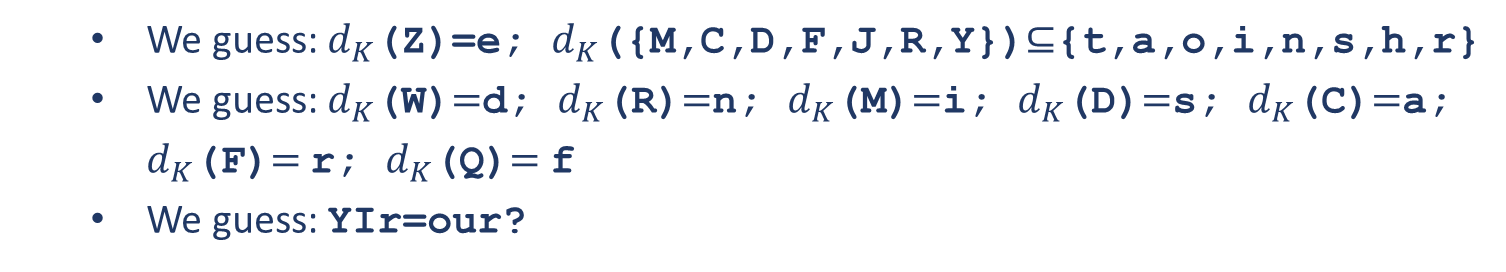 • We guess: d_K(Z)=e; d_K({M,C,D,F,J,R,Y})⊆{t,a,o,i,n,s,h,r}
• We guess: d_K(W)=d; d_K(R)=n; d_K(M)=i; d_K(D)=s; d_K(C)=a;
d_K(F)= r; d_K(Q)= f
• We guess: YIr=our?